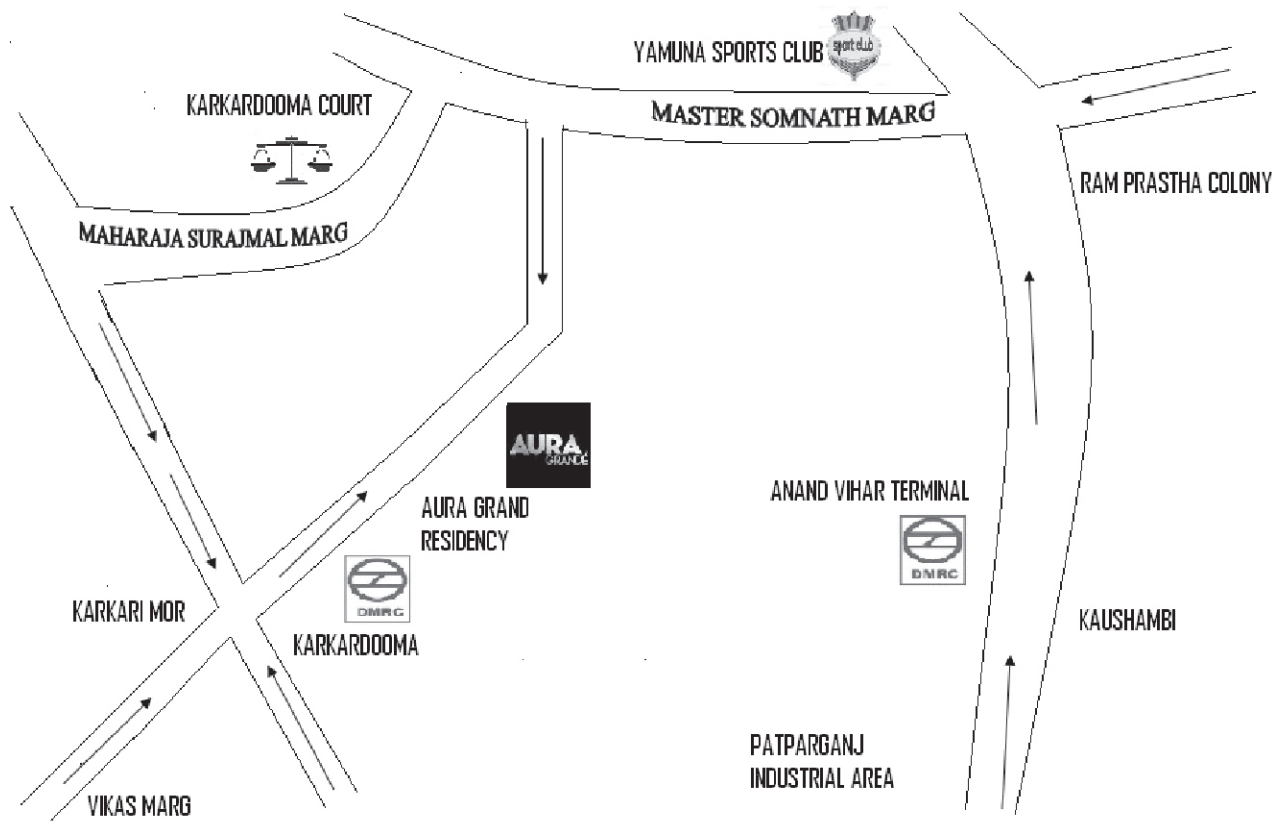 YAMUNA SPORTS CLUB
sport club
KARKARDOOMA COURT
MASTER SOMNATH MARG
RAM PRASTHA COLONY
MAHARAJA SURAJMAL MARG
AURA
GRANDÉ
AURA GRAND
RESIDENCY
ANAND VIHAR TERMINAL
DMRC
DMRC
KARKARI MOR
KARKARDOOMA
KAUSHAMBI
PATPARGANJ
INDUSTRIAL AREA
VIKAS MARG